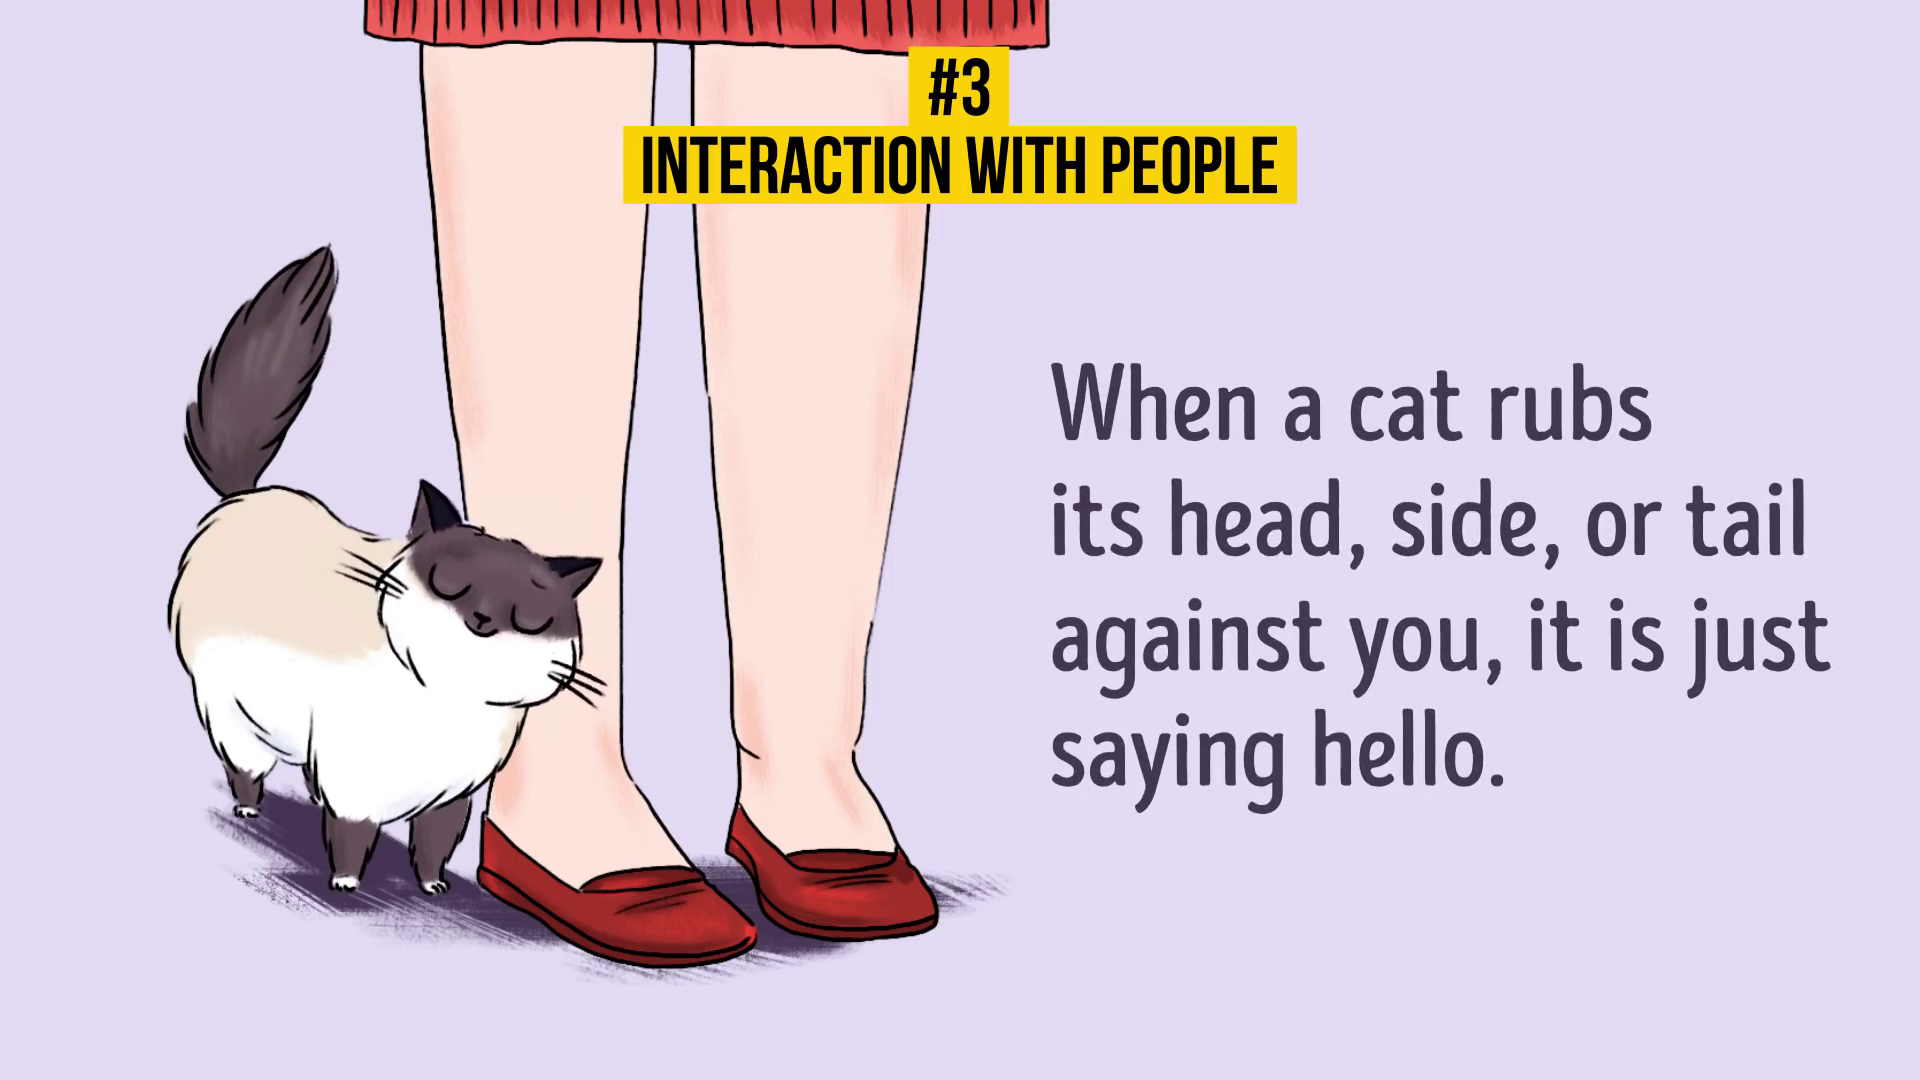 #3
INTERACTION WITH PEOPLE
When a cat rubs
its head, side, or tail
against you, it is just
saying hello.